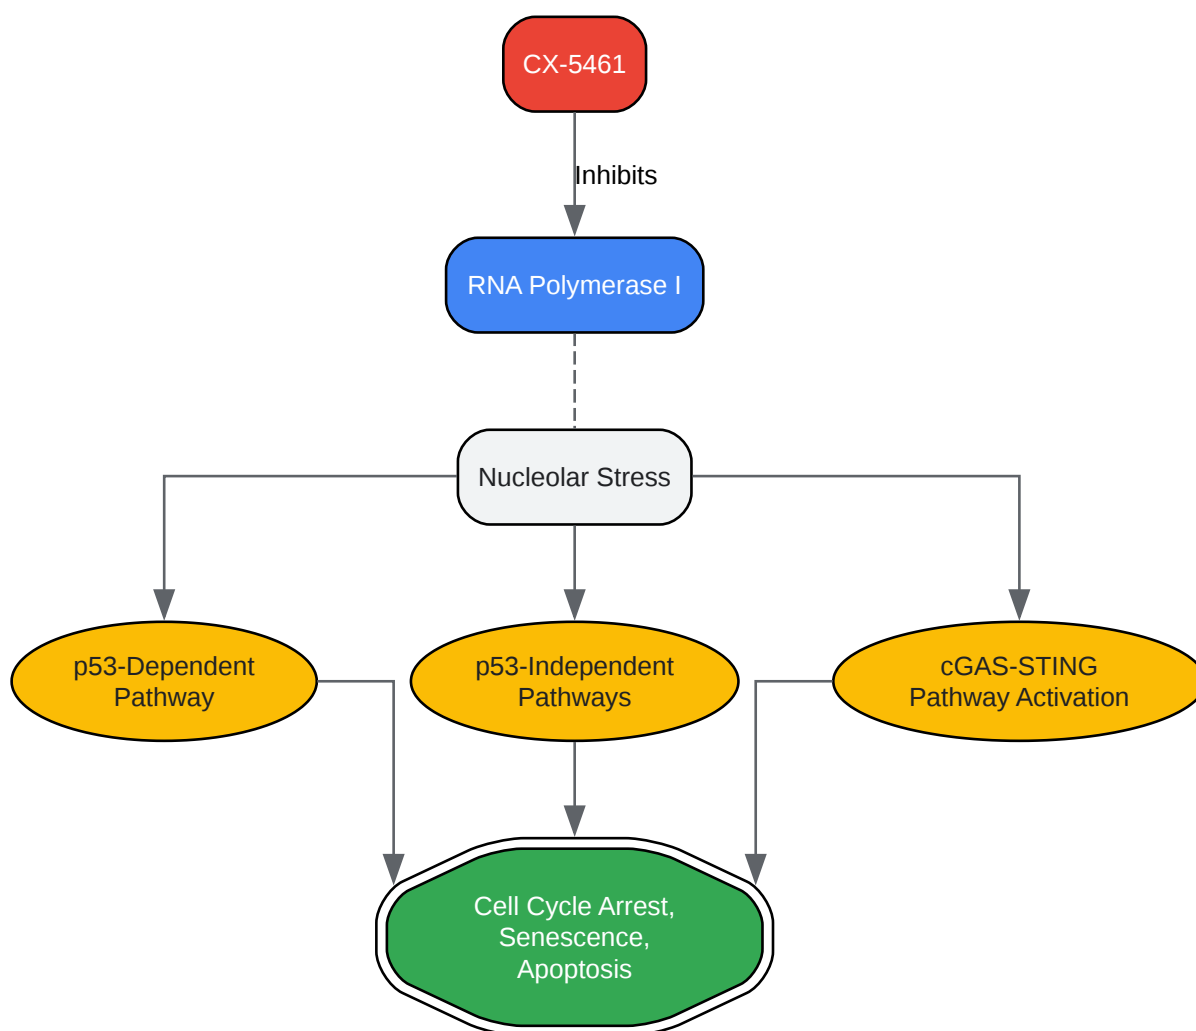 CX-5461
Inhibits
RNA Polymerase I
Nucleolar Stress
p53-Dependent
Pathway
p53-Independent
Pathways
cGAS-STING
Pathway Activation
Cell Cycle Arrest,
Senescence,
Apoptosis